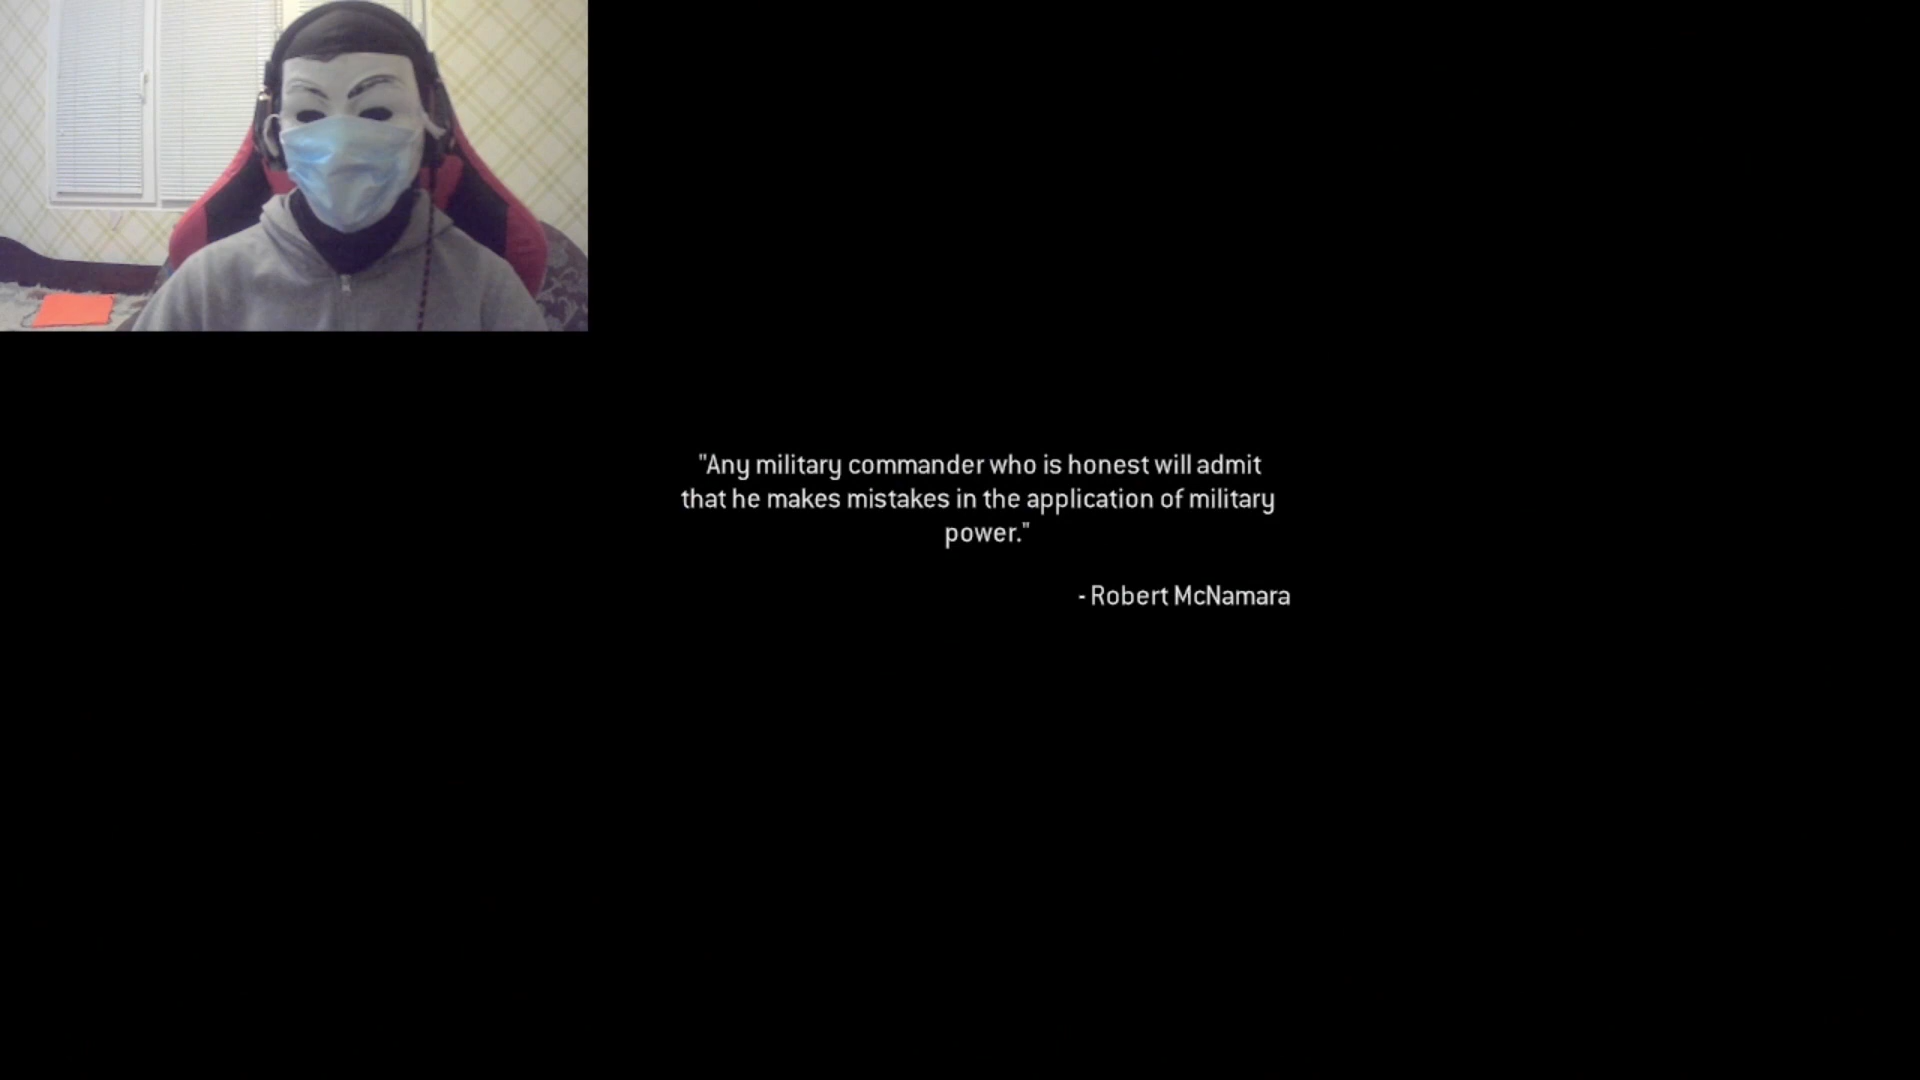 "Any military commander who is honest will admit
that he makes mistakes in the application of military
power."
- Robert McNamara